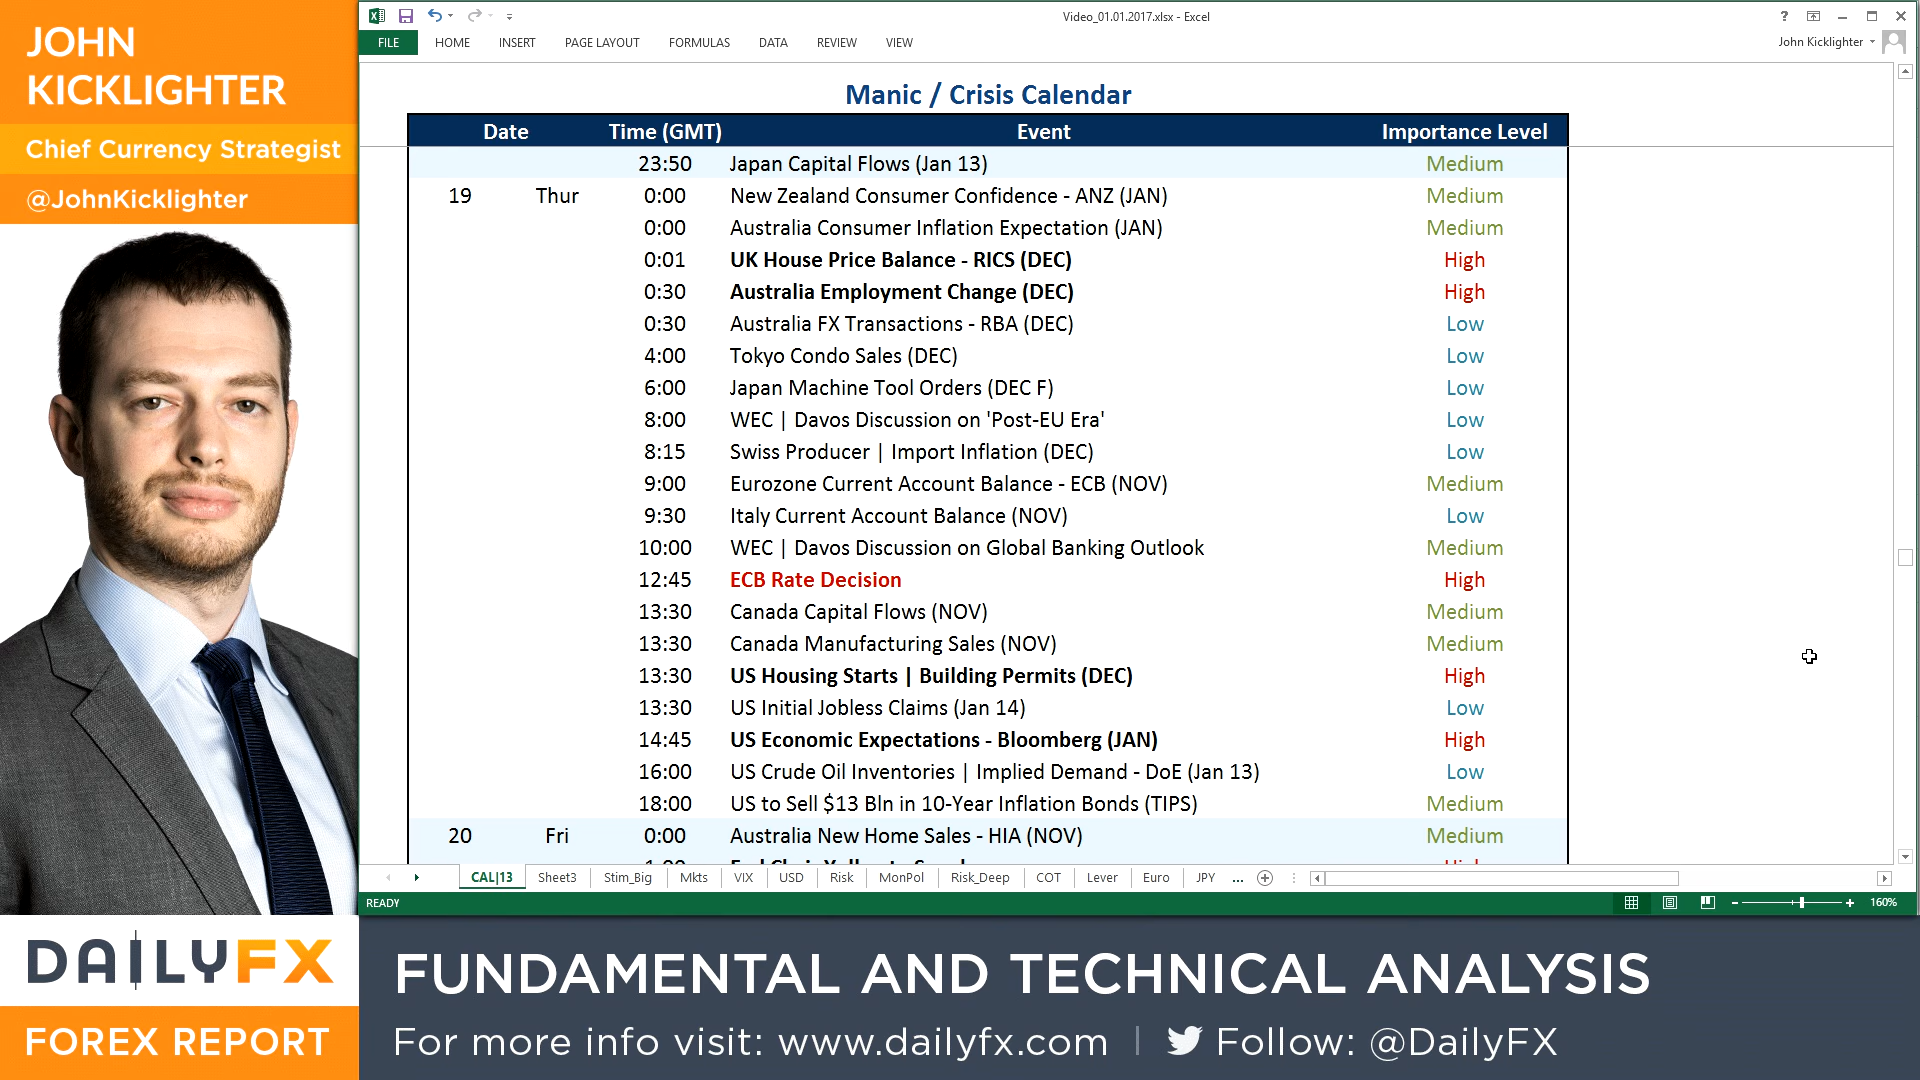 JOHN
KICKLIGHTER
Chief Currency Strategist
@JohnKicklighter
Video_01.01.2017.xlsx - Excel
FILE HOME INSERT PAGE LAYOUT FORMULAS DATA REVIEW VIEW
John Kicklighter
Manic / Crisis Calendar
Date Time (GMT) Event Importance Level
23:50 Japan Capital Flows (Jan 13) Medium
19 Thur 0:00 New Zealand Consumer Confidence - ANZ (JAN) Medium
0:00 Australia Consumer Inflation Expectation (JAN) Medium
0:01 UK House Price Balance - RICS (DEC) High
0:30 Australia Employment Change (DEC) High
0:30 Australia FX Transactions - RBA (DEC) Low
4:00 Tokyo Condo Sales (DEC) Low
6:00 Japan Machine Tool Orders (DEC F) Low
8:00 WEC | Davos Discussion on 'Post-EU Era' Low
8:15 Swiss Producer | Import Inflation (DEC) Low
9:00 Eurozone Current Account Balance - ECB (NOV) Medium
9:30 Italy Current Account Balance (NOV) Low
10:00 WEC | Davos Discussion on Global Banking Outlook Medium
12:45 ECB Rate Decision High
13:30 Canada Capital Flows (NOV) Medium
13:30 Canada Manufacturing Sales (NOV) Medium
13:30 US Housing Starts | Building Permits (DEC) High
13:30 US Initial Jobless Claims (Jan 14) Low
14:45 US Economic Expectations - Bloomberg (JAN) High
16:00 US Crude Oil Inventories | Implied Demand - DoE (Jan 13) Low
18:00 US to Sell $13 Bln in 10-Year Inflation Bonds (TIPS) Medium
20 Fri 0:00 Australia New Home Sales - HIA (NOV) Medium
CAL|13 Sheet3 Stim_Big Mkts VIX USD Risk MonPol Risk_Deep COT Lever Euro JPY ...
READY
160%
DAILYFX
FOREX REPORT
FUNDAMENTAL AND TECHNICAL ANALYSIS
For more info visit: www.dailyfx.com | Follow: @DailyFX